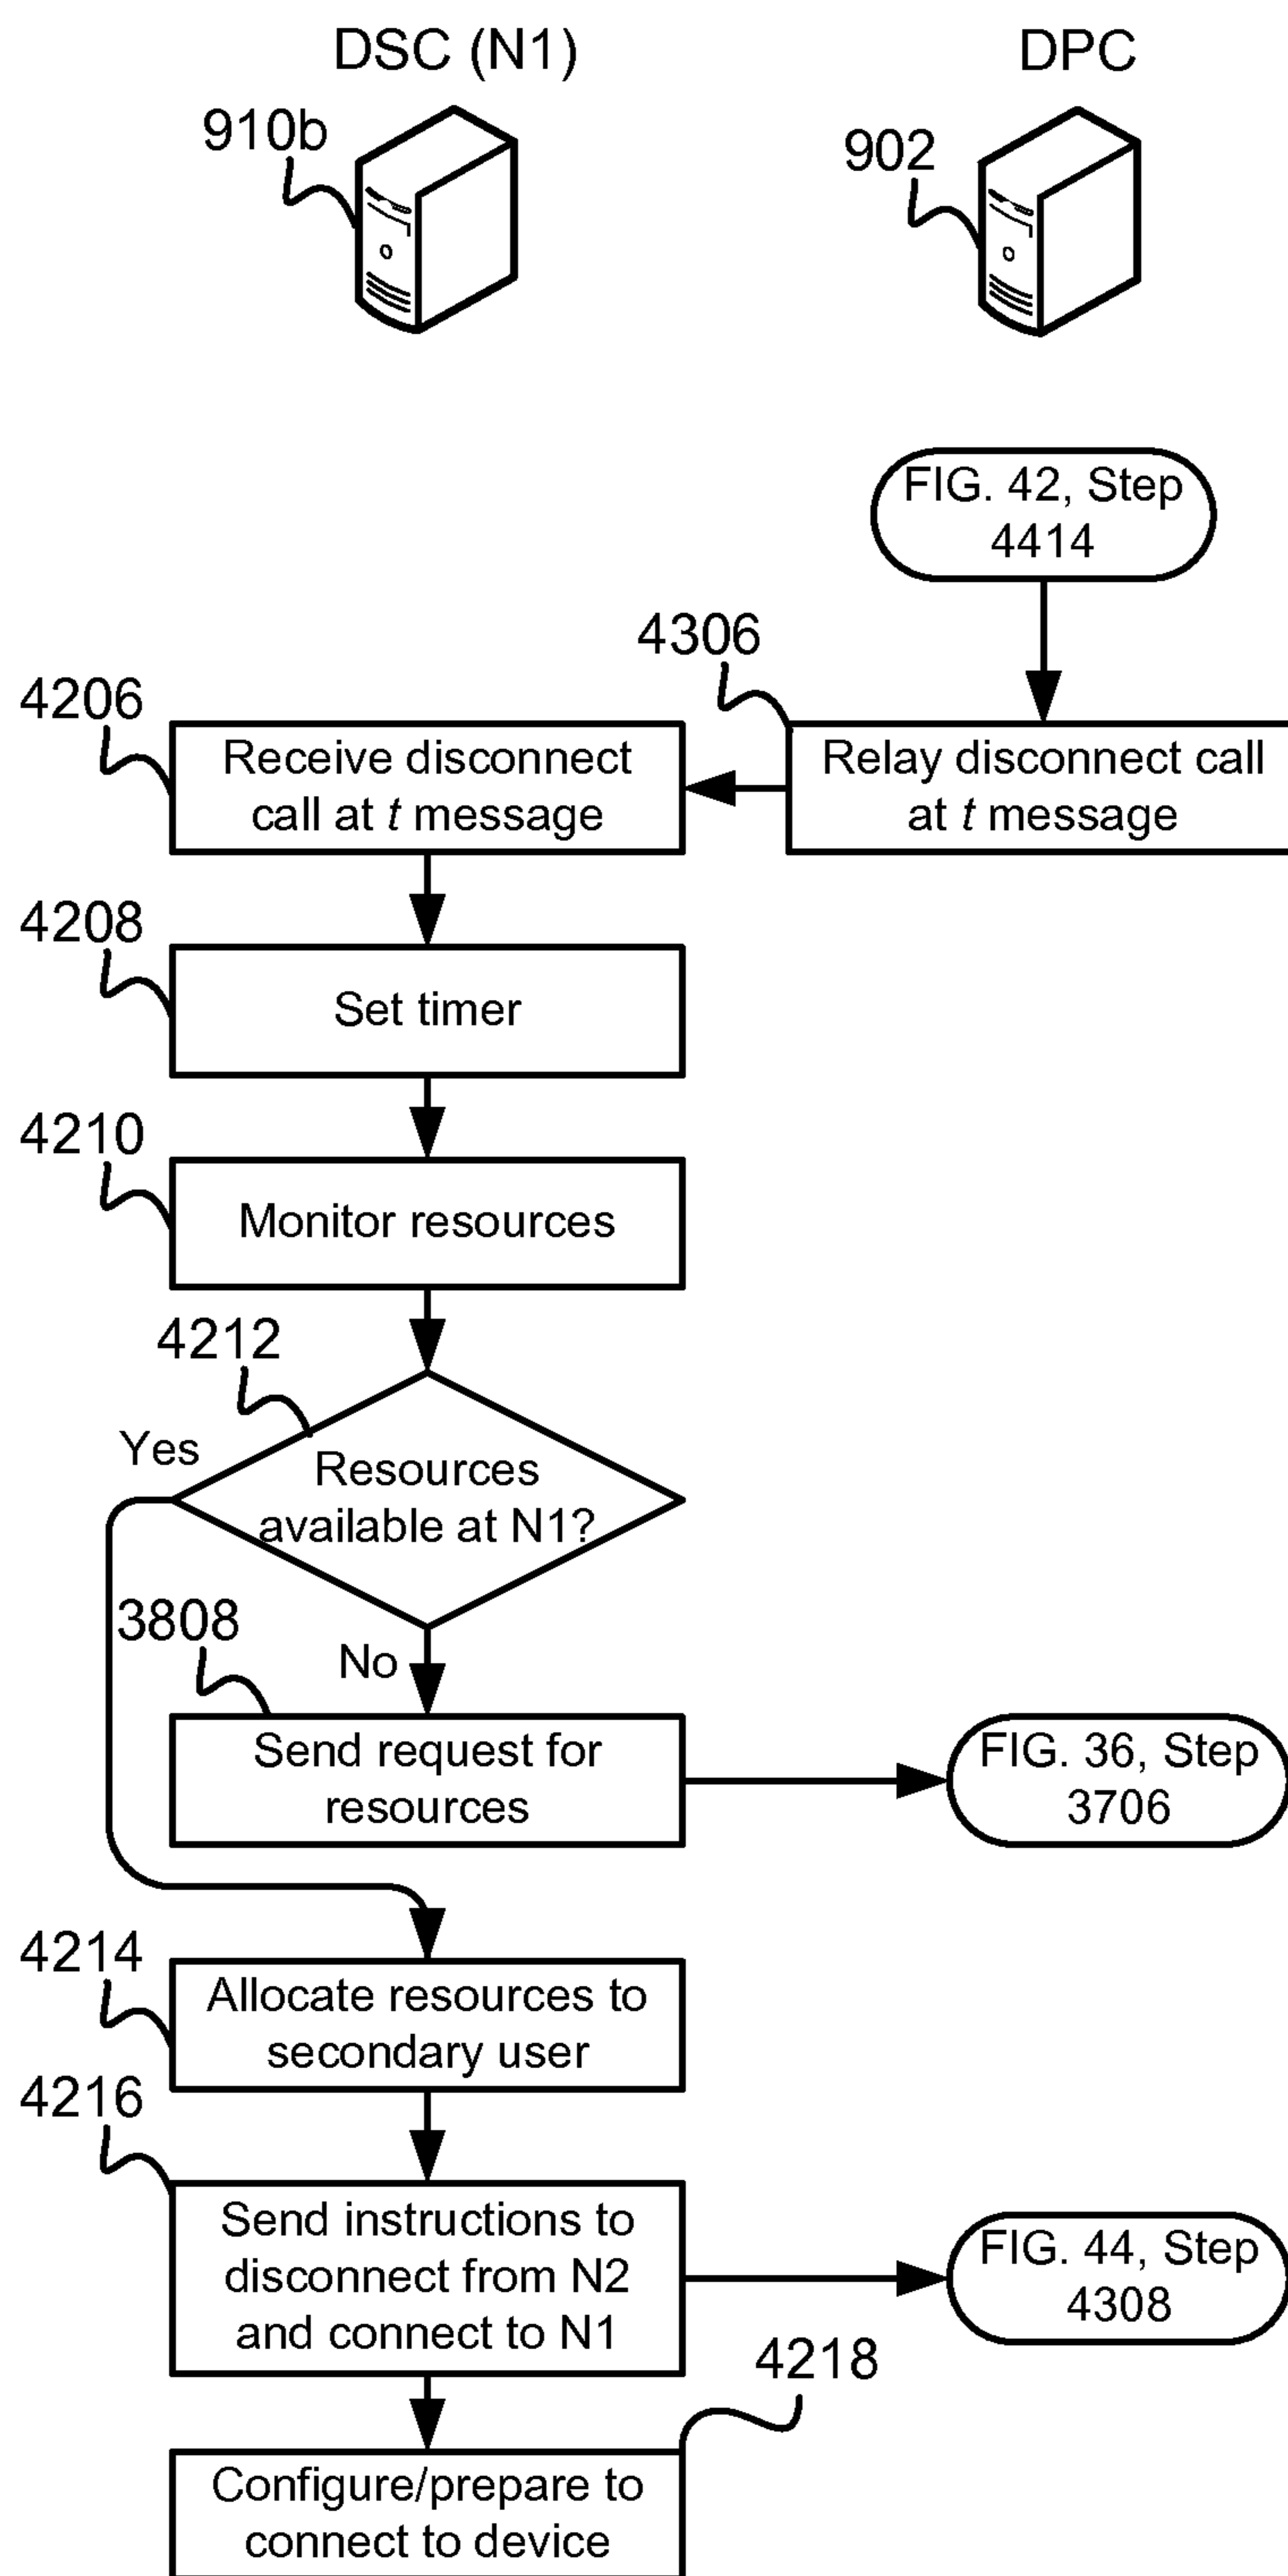 DSC (N1)
DPC
910b
902
FIG. 42, Step
4414
4306
4206
Receive disconnect
call at t message
Relay disconnect call
at t message
4208
Set timer
4210
Monitor resources
4212
Yes
Resources
available at N1?
3808
No
Send request for
resources
FIG. 36, Step
3706
4214
Allocate resources to
secondary user
4216
Send instructions to
disconnect from N2
and connect to N1
FIG. 44, Step
4308
4218
Configure/prepare to
connect to device